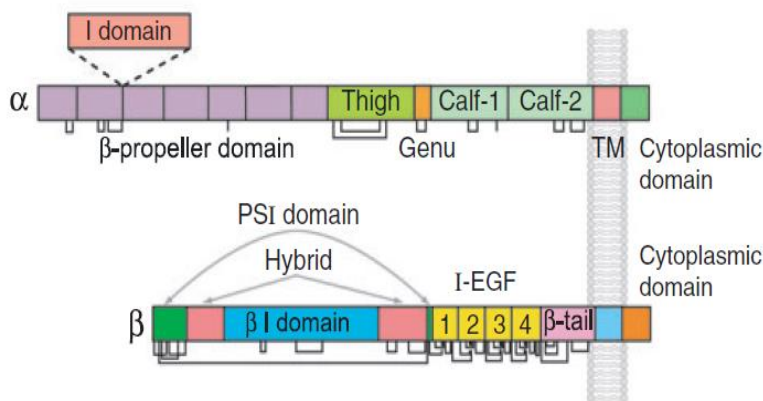 I domain
α
Thigh
Calf-1
Calf-2
β-propeller domain
Genu
TM
Cytoplasmic
domain
PSI domain
Hybrid
I-EGF
Cytoplasmic
domain
β
β I domain
1
2
3
4
β-tail